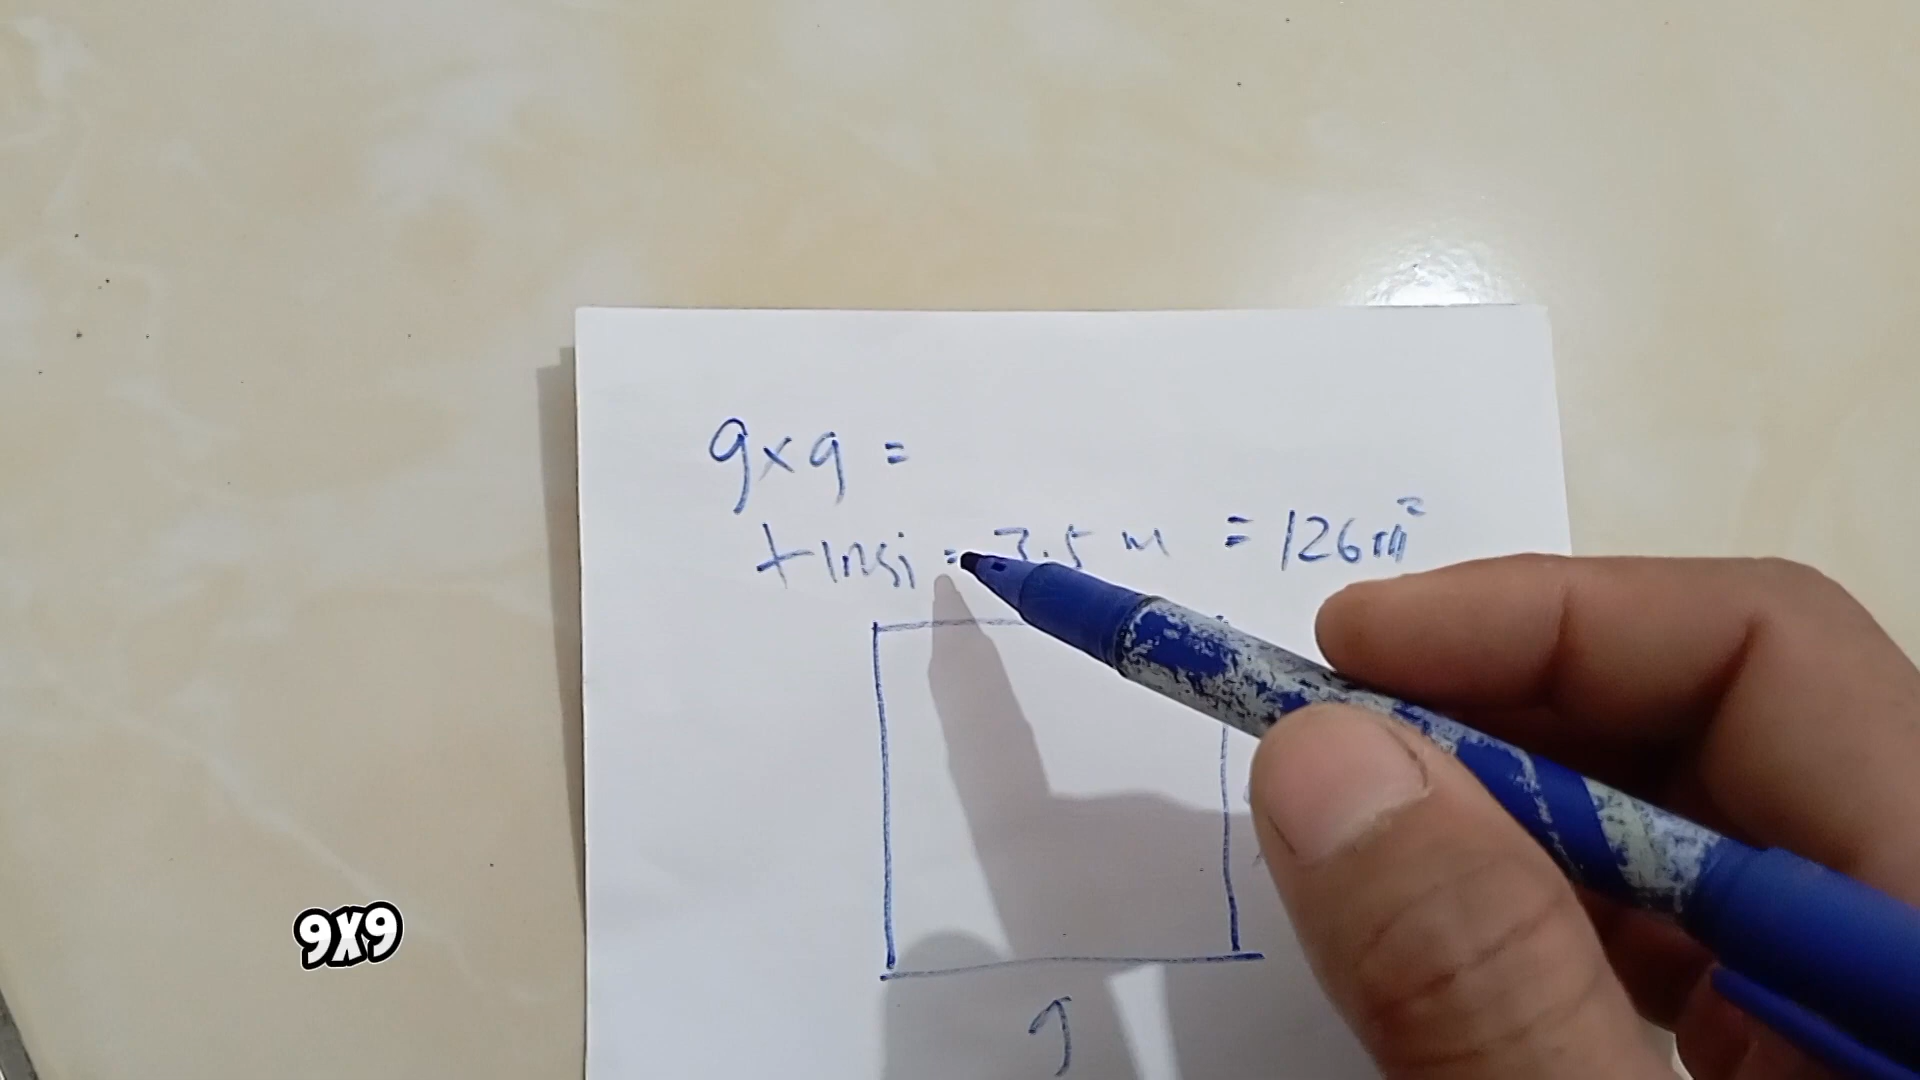 9x9 =
tinggi = 3.5 m = 126 m²
9
9X9